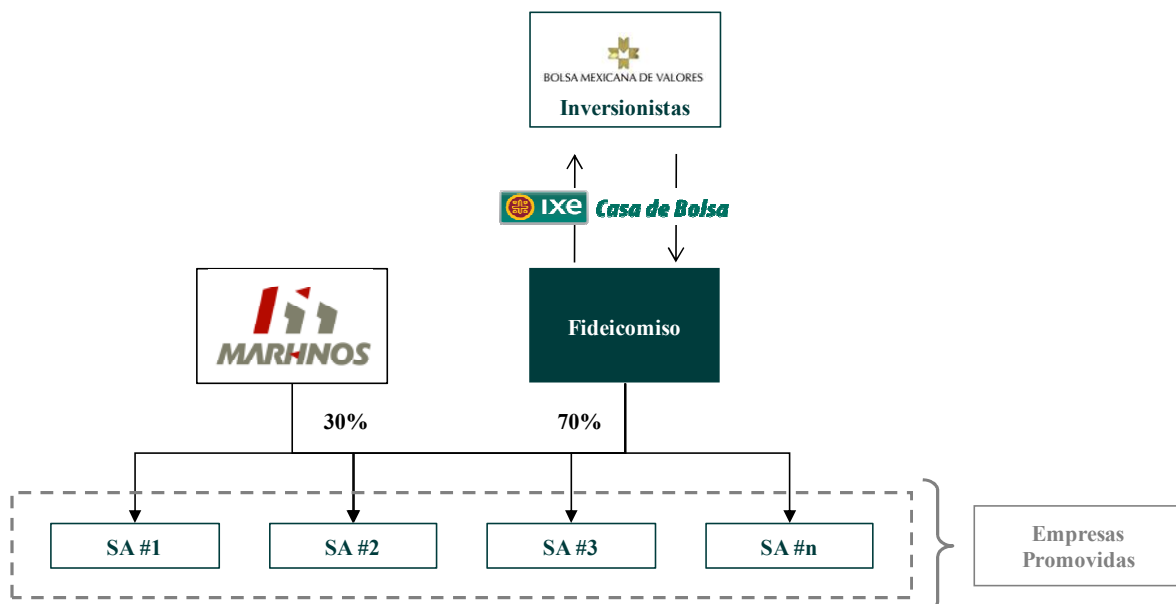 BOLSA MEXICANA DE VALORES
Inversionistas
ixe Casa de Bolsa
MARHNOS
Fideicomiso
30%
70%
SA #1
SA #2
SA #3
SA #n
Empresas
Promovidas